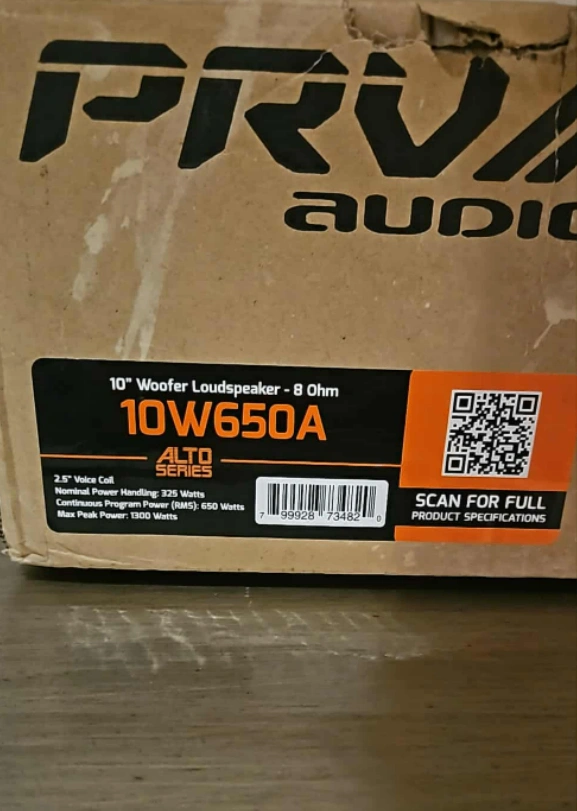 PRV
AUDIO
10" Woofer Loudspeaker - 8 Ohm
10W650A
ALTO
SERIES
2.5" Voice Coil
Nominal Power Handling: 325 Watts
Continuous Program Power (RMS): 650 Watts
Max Peak Power: 1300 Watts
7 99928 73482 0
SCAN FOR FULL
PRODUCT SPECIFICATIONS